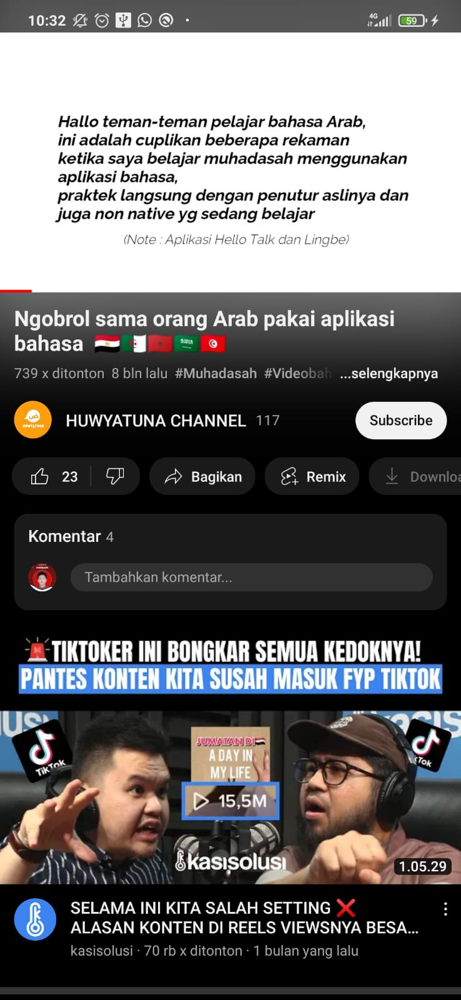 10:32
4G
59
Hallo teman-teman pelajar bahasa Arab,
ini adalah cuplikan beberapa rekaman
ketika saya belajar muhadasah menggunakan
aplikasi bahasa,
praktek langsung dengan penutur aslinya dan
juga non native yg sedang belajar
(Note : Aplikasi Hello Talk dan Lingbe)
Ngobrol sama orang Arab pakai aplikasi
bahasa 🇪🇬🇩🇿🇲🇦🇸🇦🇹🇳
739 x ditonton 8 bln lalu #Muhadasah #Videobah ...selengkapnya
ض
HUWYATUNA
HUWYATUNA CHANNEL 117
Subscribe
23
Bagikan
Remix
Downloa
Komentar 4
Tambahkan komentar...
🚨TIKTOKER INI BONGKAR SEMUA KEDOKNYA!
PANTES KONTEN KITA SUSAH MASUK FYP TIKTOK
TikTok
JUMATAN DI
A DAY IN
MY LIFE
15,5M
kTok
kasisolusi
1.05.29
SELAMA INI KITA SALAH SETTING ❌
ALASAN KONTEN DI REELS VIEWSNYA BESA...
kasisolusi · 70 rb x ditonton · 1 bulan yang lalu